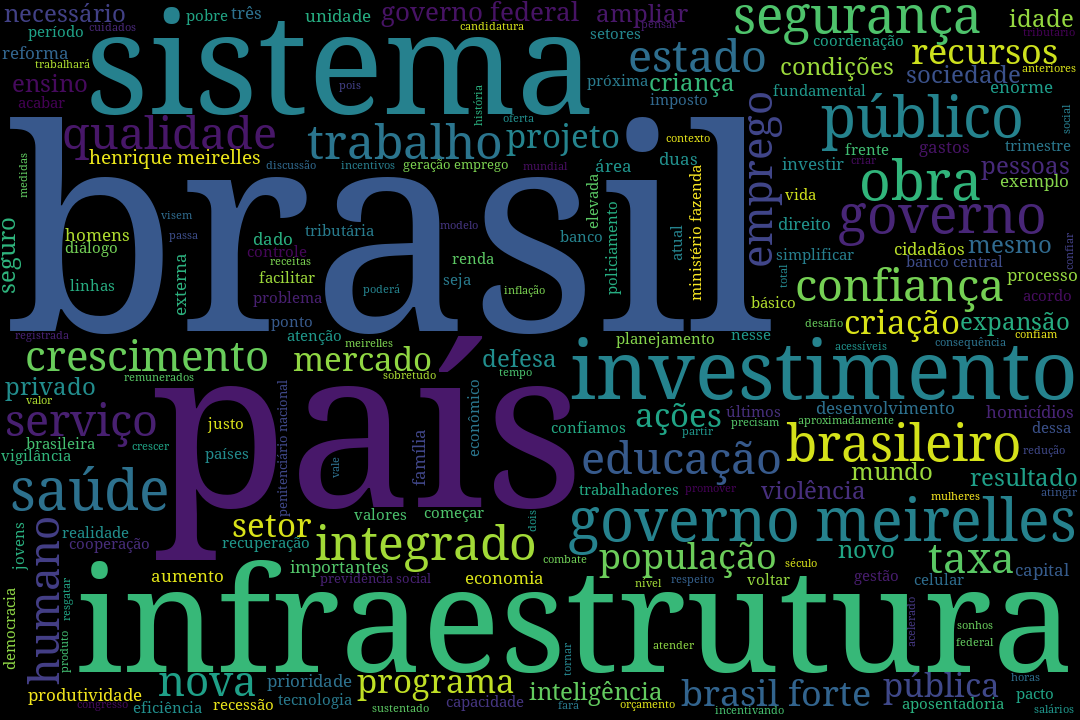 necessário
pobre
três
unidade
governo federal
ampliar
segurança
idade
período
cuidados
sistema
candidatura
setores
pensar
coordenação
tributário
reforma
trabalhará
estado
condições
recursos
sociedade
anteriores
ensino
acabar
pois
história
próxima
criança
imposto
fundamental
enorme
oferta
qualidade
trabalho
projeto
contexto
emprego
público
social
henrique meirelles
discussão
incentivos
geração emprego
mundial
área
duas
frente
gastos
trimestre
investir
criar
pessoas
medidas
brasil
elevada
ministério fazenda
vida
obra
exemplo
visem
passa
tributária
modelo
banco
policiamento
atual
direito
governo
seguro
homens
diálogo
dado
controle
receitas
renda
simplificar
cidadãos
mesmo
confiar
banco central
linhas
externa
facilitar
seja
total
processo
problema
poderá
inflação
básico
confiança
acordo
ponto
desafio
criação
expansão
registrada
atenção
meirelles
planejamento
nesse
acessíveis
consequência
confiam
crescimento
mercado
defesa
investimento
remunerados
sobretudo
tempo
privado
valor
país
econômico
serviço
justo
penitenciário nacional
família
confiamos
ações
últimos
partir
precisam
desenvolvimento
aproximadamente
homicídios
dessa
brasileira
crescer
vigilância
países
vale
educação
brasileiro
redução
mundo
resultado
saúde
trabalhadores
promover
violência
mulheres
atingir
setor
valores
começar
dois
governo meirelles
jovens
humano
realidade
cooperação
recuperação
integrado
combate
população
novo
taxa
importantes
aumento
previdência social
economia
nível
respeito
voltar
século
gestão
celular
capital
democracia
resgatar
produto
infraestrutura
tornar
atender
acelerado
sonhos
federal
nova
prioridade
programa
inteligência
brasil forte
pública
horas
produtividade
congresso
eficiência
recessão
tecnologia
sustentado
capacidade
fará
orçamento
incentivando
aposentadoria
pacto
salários